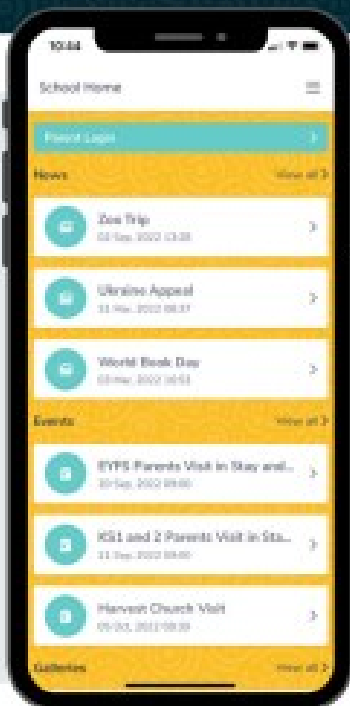 10:44
School Home
Parent Login
News View all
Zoo Trip
02 Sep, 2022 13:28
Ukraine Appeal
11 Mar, 2022 08:37
World Book Day
03 Mar, 2022 10:53
Events View all
EYFS Parents Visit in Stay and...
20 Sep, 2022 09:00
KS1 and 2 Parents Visit in Sta...
21 Sep, 2022 09:00
Harvest Church Visit
05 Oct, 2022 09:30
Galleries View all